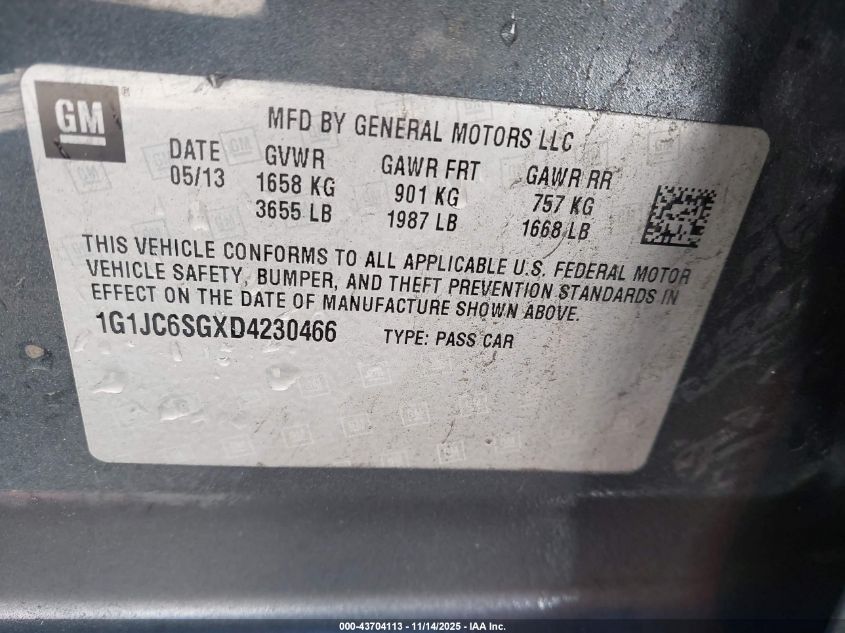 GM
MFD BY GENERAL MOTORS LLC
DATE GVWR GAWR FRT GAWR RR
05/13 1658 KG 901 KG 757 KG
3655 LB 1987 LB 1668 LB
THIS VEHICLE CONFORMS TO ALL APPLICABLE U.S. FEDERAL MOTOR
VEHICLE SAFETY, BUMPER, AND THEFT PREVENTION STANDARDS IN
EFFECT ON THE DATE OF MANUFACTURE SHOWN ABOVE.
1G1JC6SGXD4230466 TYPE: PASS CAR
000-43704113 - 11/14/2025 - IAA Inc.